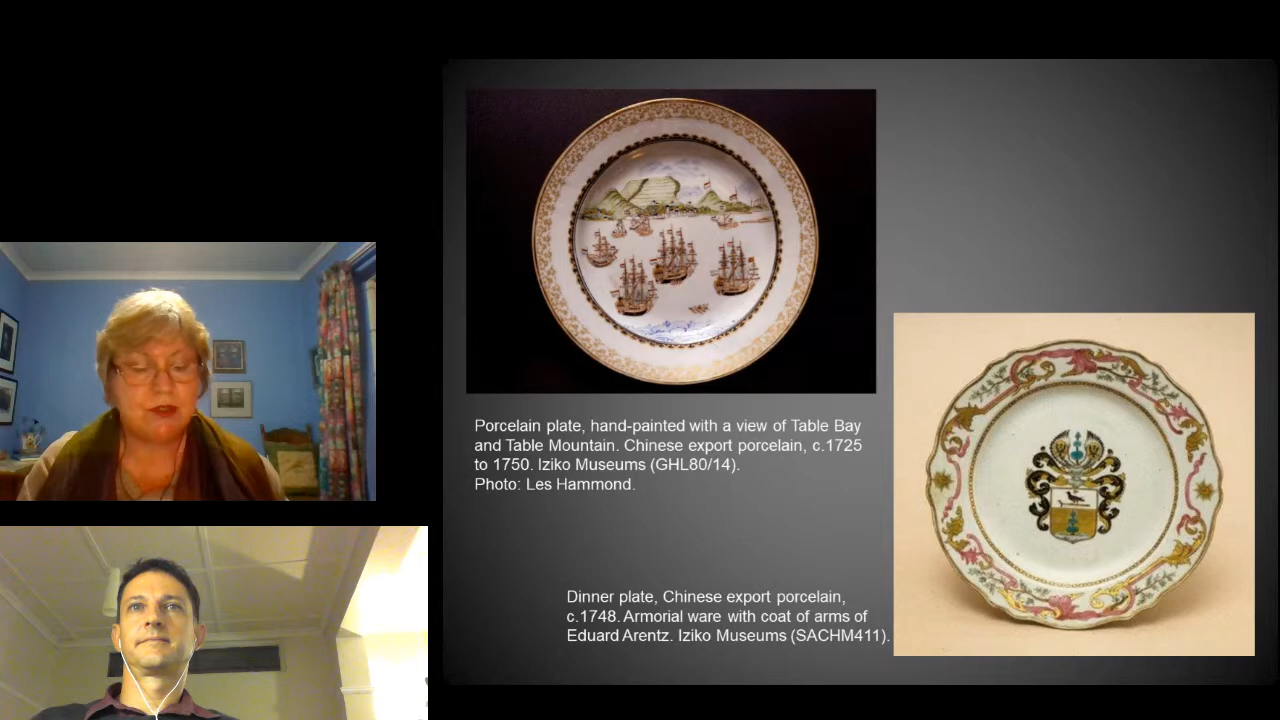 Porcelain plate, hand-painted with a view of Table Bay
and Table Mountain. Chinese export porcelain, c.1725
to 1750. Iziko Museums (GHL80/14).
Photo: Les Hammond.
Dinner plate, Chinese export porcelain,
c.1748. Armorial ware with coat of arms of
Eduard Arentz. Iziko Museums (SACHM411).